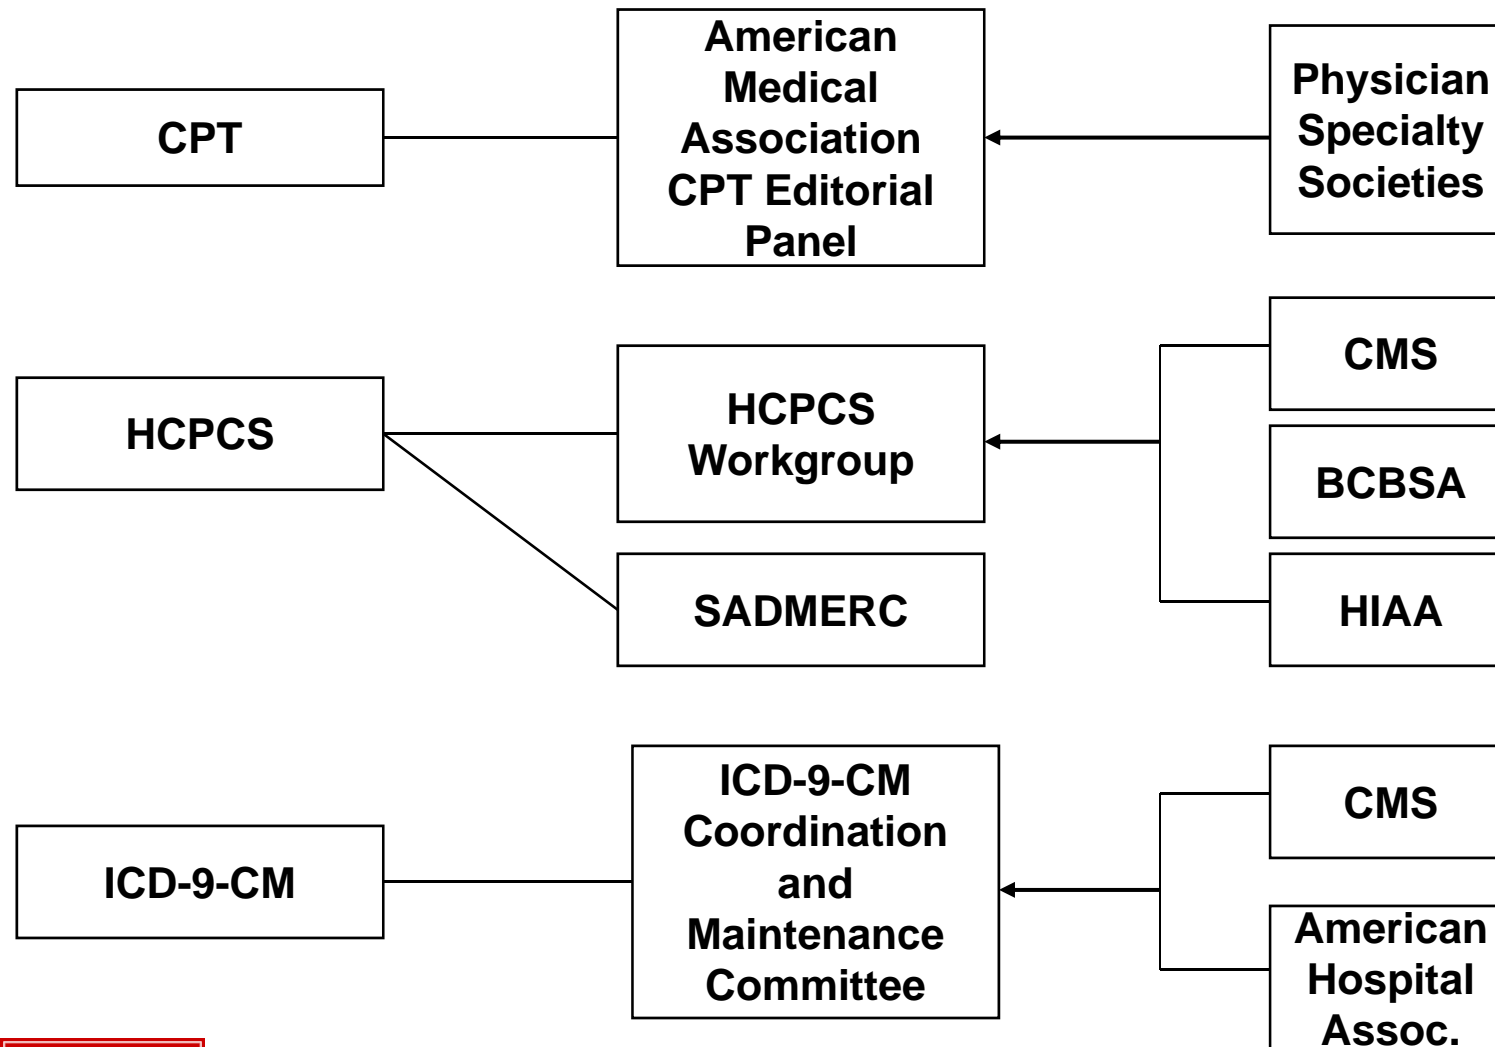 CPT
American
Medical
Association
CPT Editorial
Panel
Physician
Specialty
Societies
HCPCS
HCPCS
Workgroup
SADMERC
CMS
BCBSA
HIAA
ICD-9-CM
ICD-9-CM
Coordination
and
Maintenance
Committee
CMS
American
Hospital
Assoc.